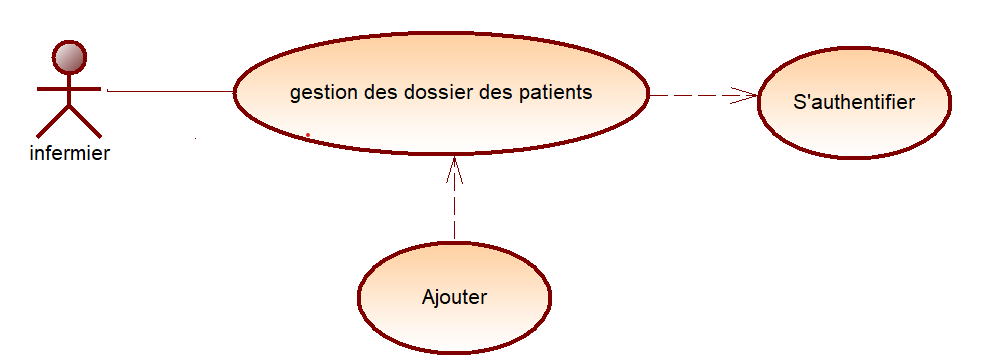 gestion des dossier des patients
S'authentifier
infermier
Ajouter